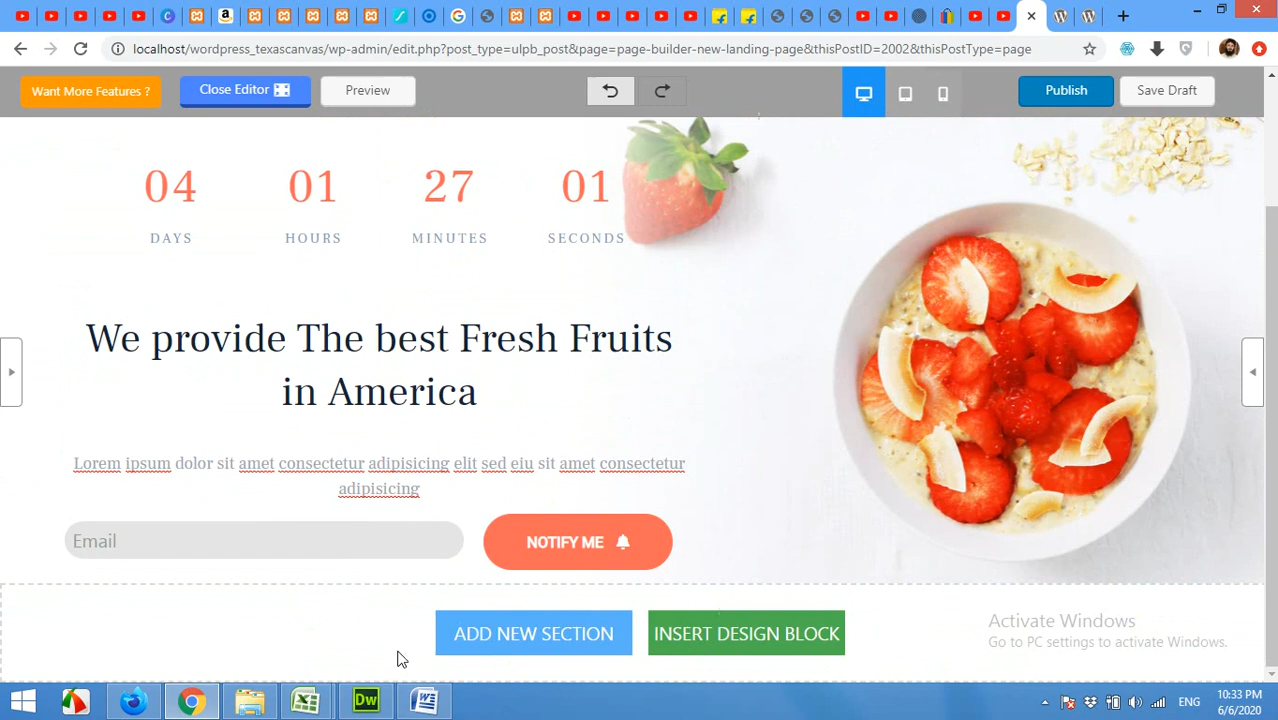 localhost/wordpress_texascanvas/wp-admin/edit.php?post_type=ulpb_post&page=page-builder-new-landing-page&thisPostID=2002&thisPostType=page
Want More Features ?
Close Editor
Preview
Publish
Save Draft
04 01 27 01
DAYS HOURS MINUTES SECONDS
We provide The best Fresh Fruits
in America
Lorem ipsum dolor sit amet consectetur adipisicing elit sed eiu sit amet consectetur
adipisicing
Email
NOTIFY ME
ADD NEW SECTION
INSERT DESIGN BLOCK
Activate Windows
Go to PC settings to activate Windows.
Dw
ENG
10:33 PM
6/6/2020